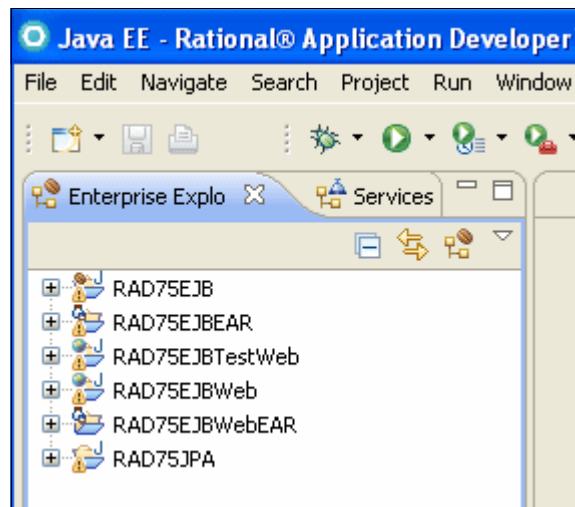 Java EE - Rational® Application Developer
File Edit Navigate Search Project Run Window
Enterprise Explo Services
RAD75EJB
RAD75EJBEAR
RAD75EJBTestWeb
RAD75EJBWeb
RAD75EJBWebEAR
RAD75JPA